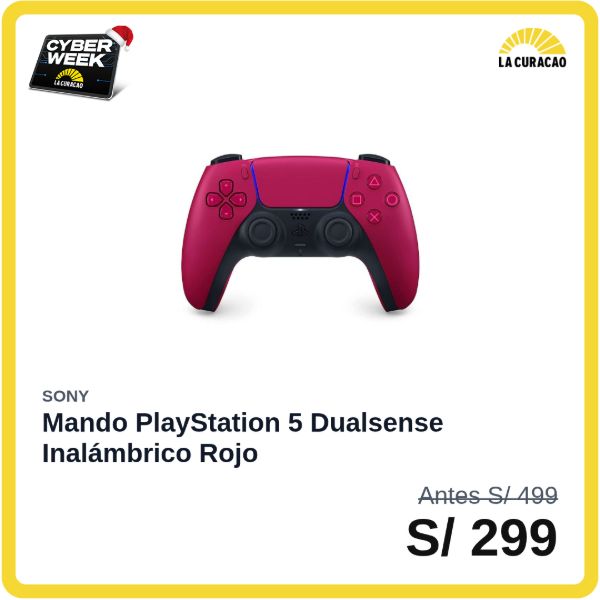 CYBER
WEEK
LA CURACAO
LA CURACAO
SONY
Mando PlayStation 5 Dualsense
Inalámbrico Rojo
Antes S/ 499
S/ 299